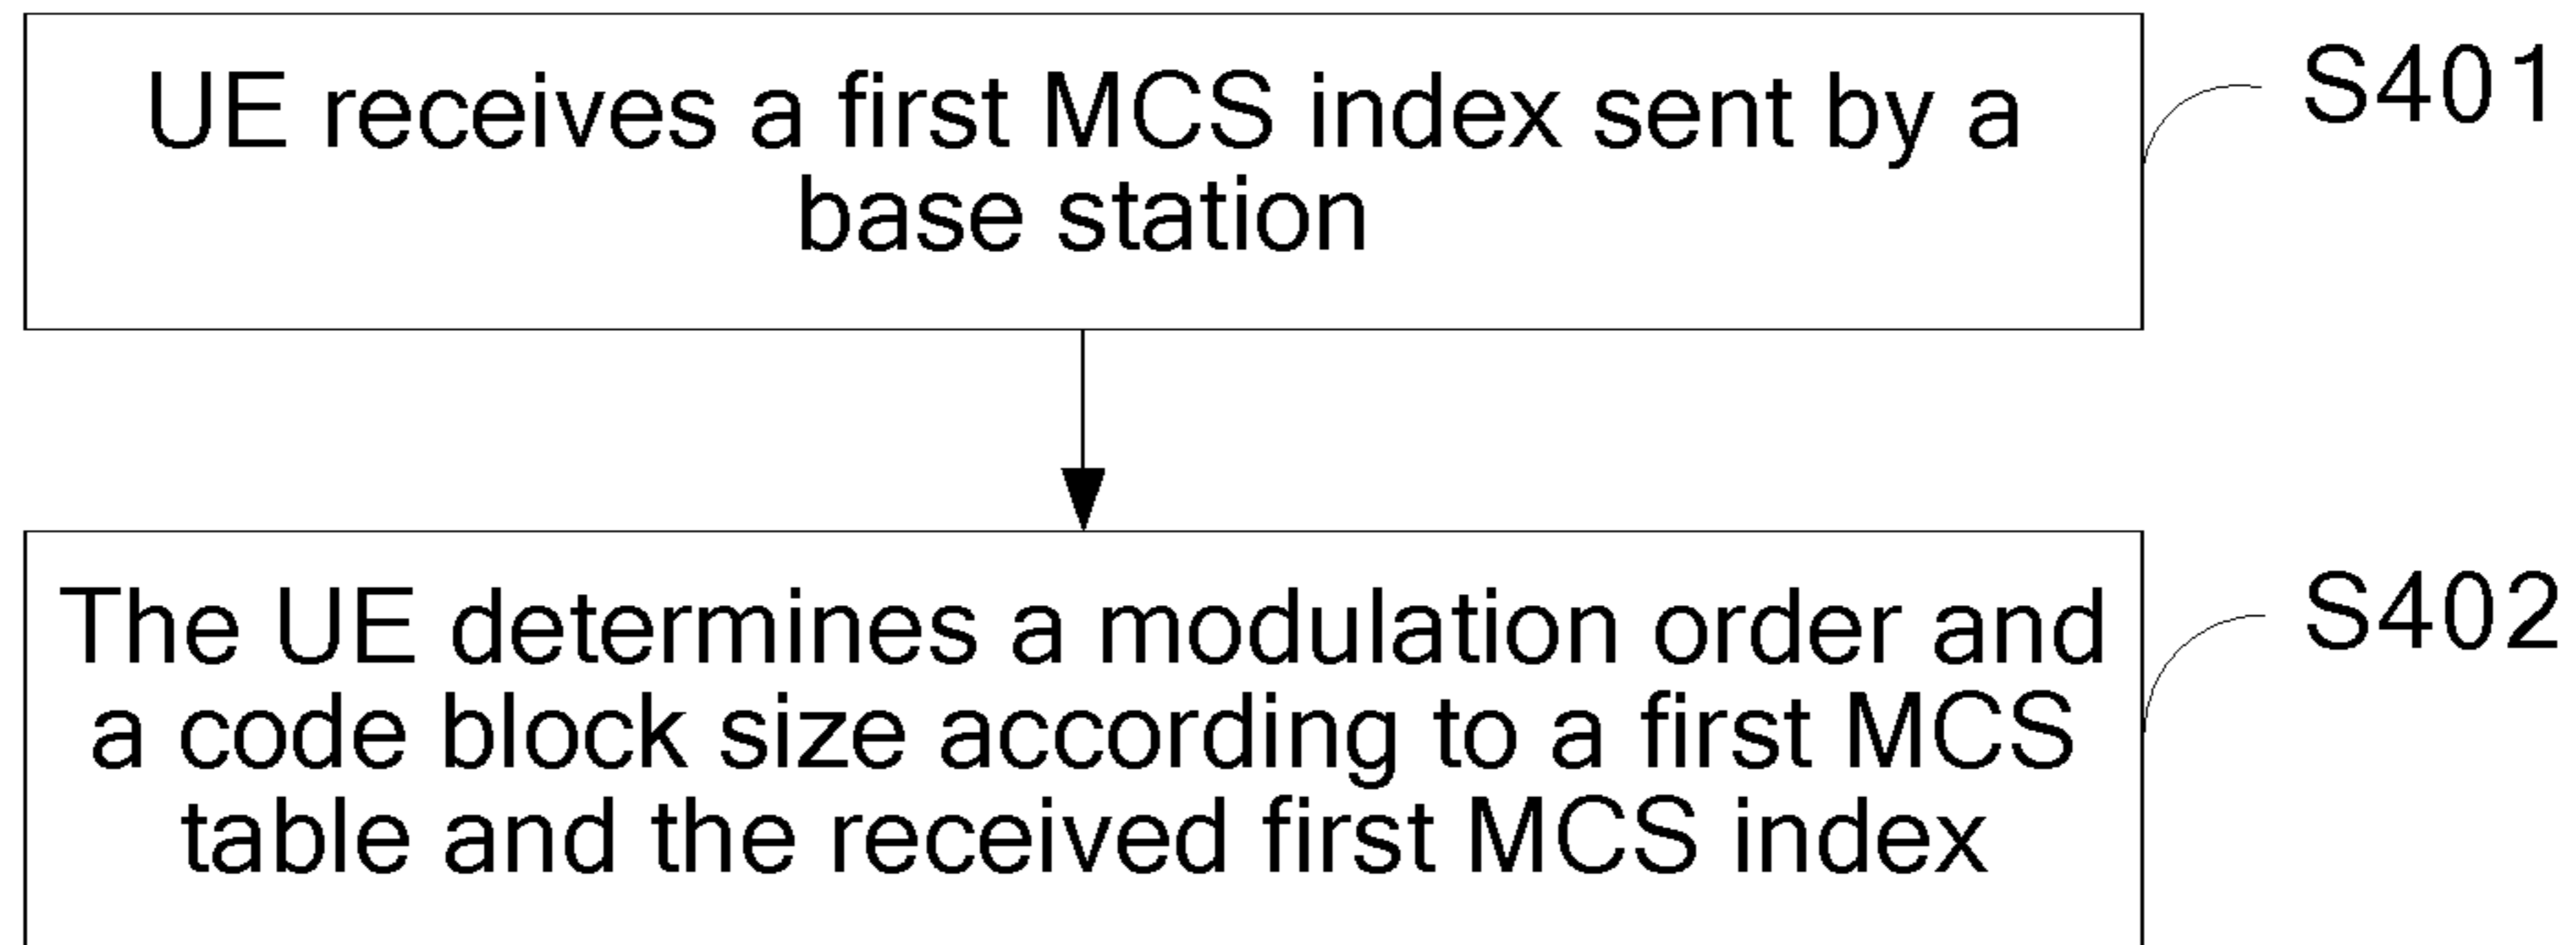 UE receives a first MCS index sent by a
base station
S401
The UE determines a modulation order and
a code block size according to a first MCS
table and the received first MCS index
S402